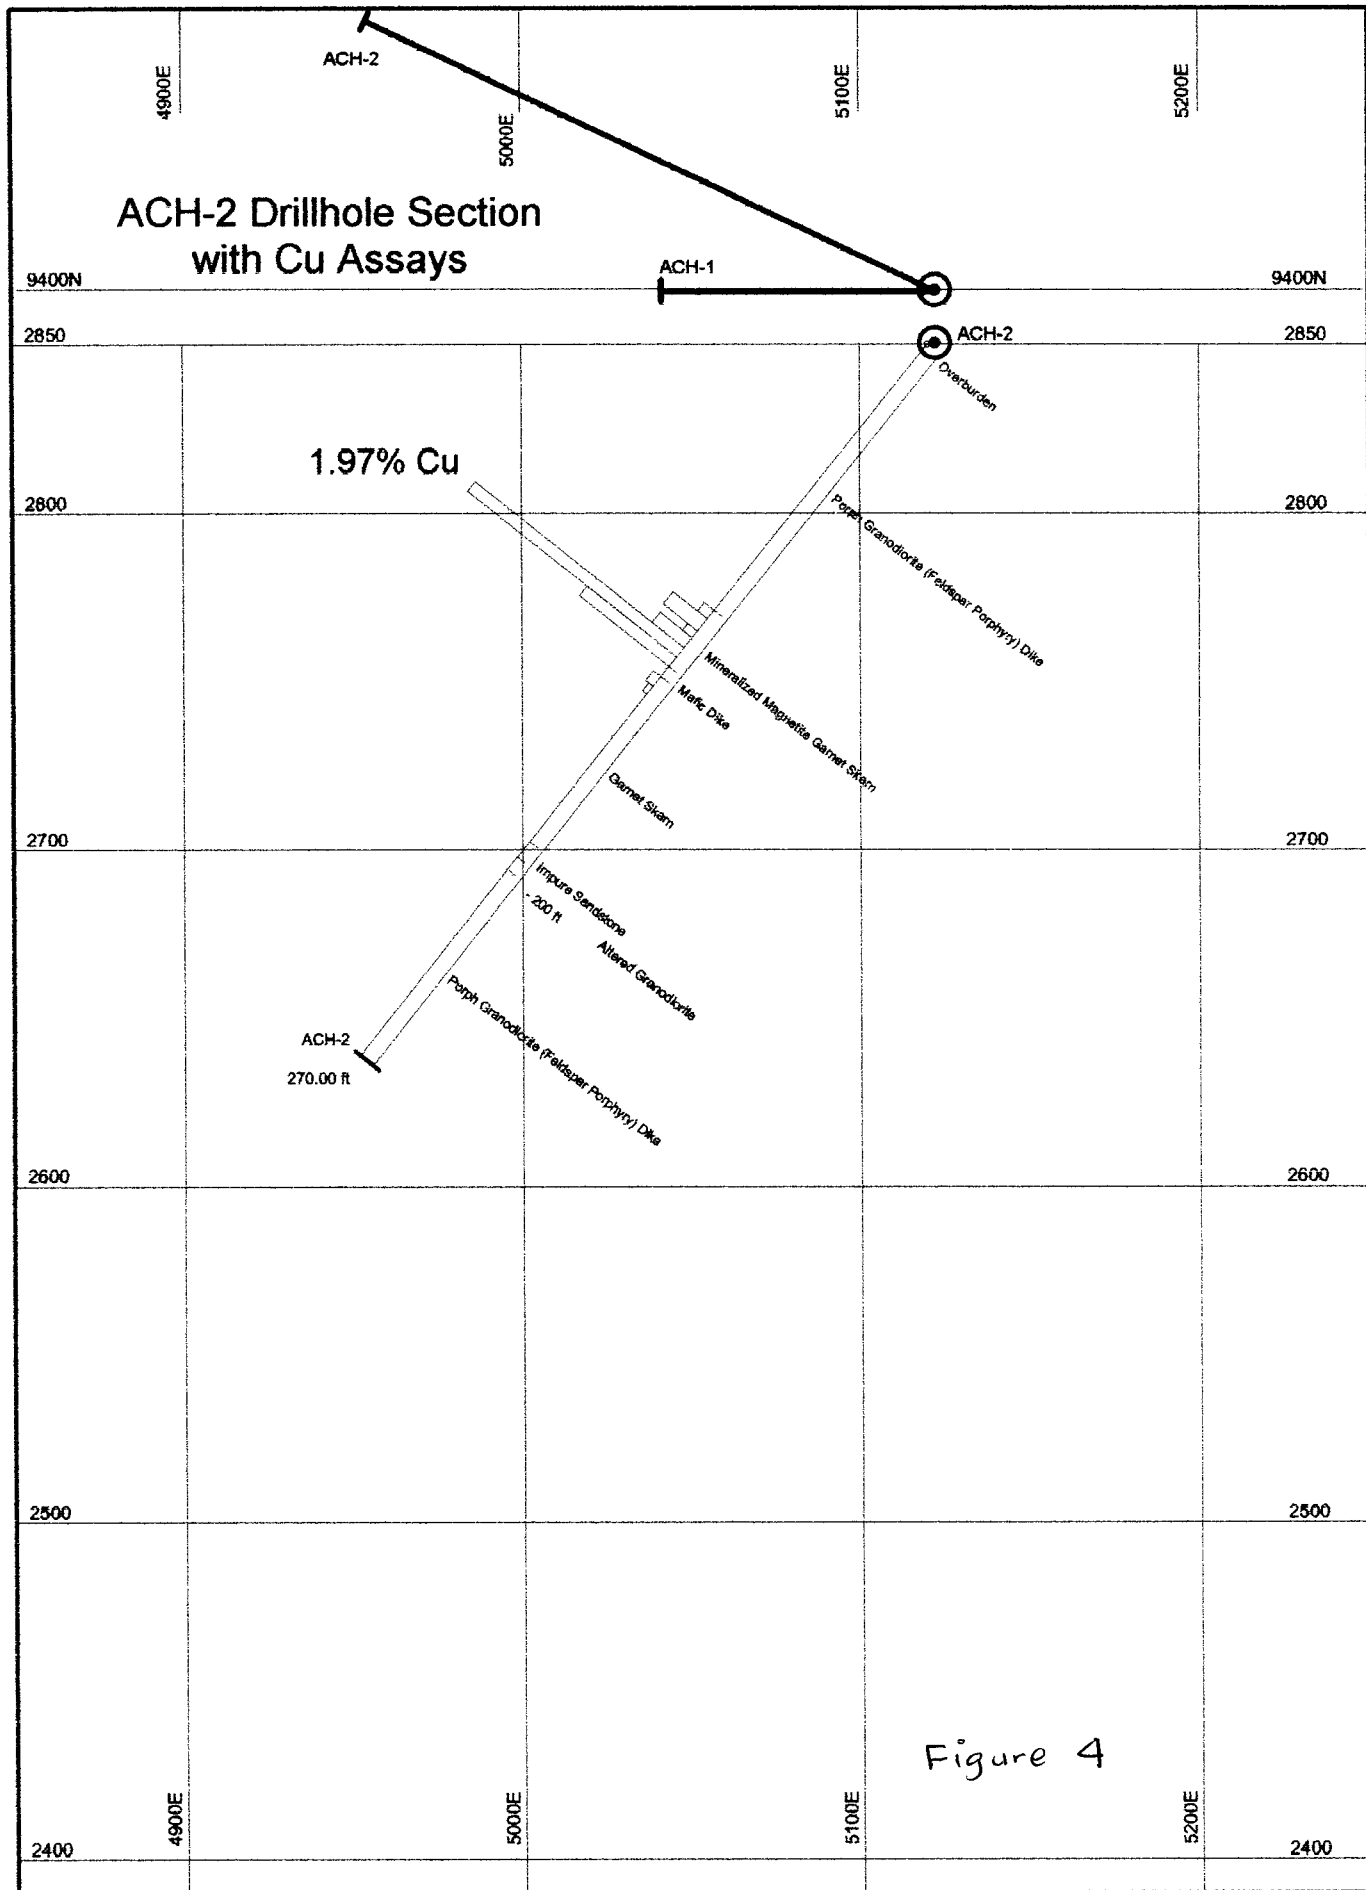 ACH-2
4900E
5000E
5100E
5200E
ACH-2 Drillhole Section
with Cu Assays
ACH-1
9400N
9400N
2850
ACH-2
2850
Overburden
1.97% Cu
2800
2800
Porph Granodiorite (Feldspar Porphyry) Dike
Mineralized Magnetite Garnet Skarn
Mafic Dike
Garnet Skarn
2700
2700
Impure Sandstone
- 200 ft
Altered Granodiorite
Porph Granodiorite (Feldspar Porphyry) Dike
ACH-2
270.00 ft
2600
2600
2500
2500
Figure 4
4900E
5000E
5100E
5200E
2400
2400